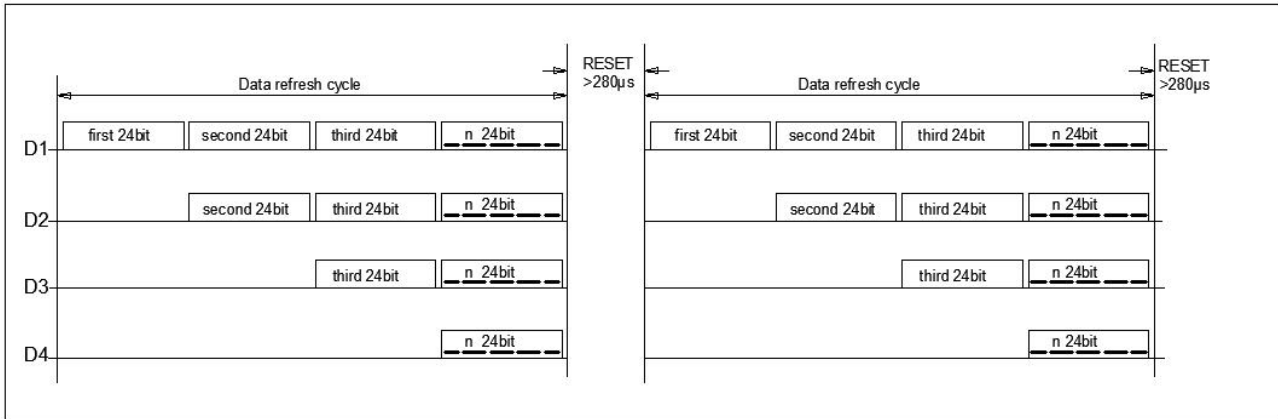 RESET
>280µs
RESET
>280µs
Data refresh cycle
Data refresh cycle
D1 first 24bit second 24bit third 24bit n 24bit first 24bit second 24bit third 24bit n 24bit
D2 second 24bit third 24bit n 24bit second 24bit third 24bit n 24bit
D3 third 24bit n 24bit third 24bit n 24bit
D4 n 24bit n 24bit